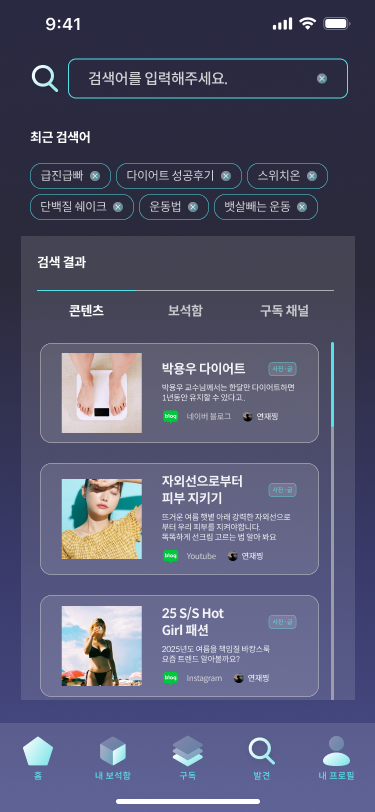 9:41
검색어를 입력해주세요.
최근 검색어
급진급빠
다이어트 성공후기
스위치온
단백질 쉐이크
운동법
뱃살빼는 운동
검색 결과
콘텐츠
보석함
구독 채널
박용우 다이어트
사진·글
박용우 교수님께서는 한달만 다이어트하면
1년동안 유지할 수 있다고..
blog
네이버 블로그
연재핑
자외선으로부터
피부 지키기
사진·글
뜨거운 여름 햇볕 아래 강력한 자외선으로
부터 우리 피부를 지켜야합니다.
똑똑하게 선크림 고르는 법 알아 봐요
blog
Youtube
연재핑
25 S/S Hot
Girl 패션
사진·글
2025년도 여름을 책임질 바캉스룩
요즘 트렌드 알아볼까요?
blog
Instagram
연재핑
홈
내 보석함
구독
발견
내 프로필